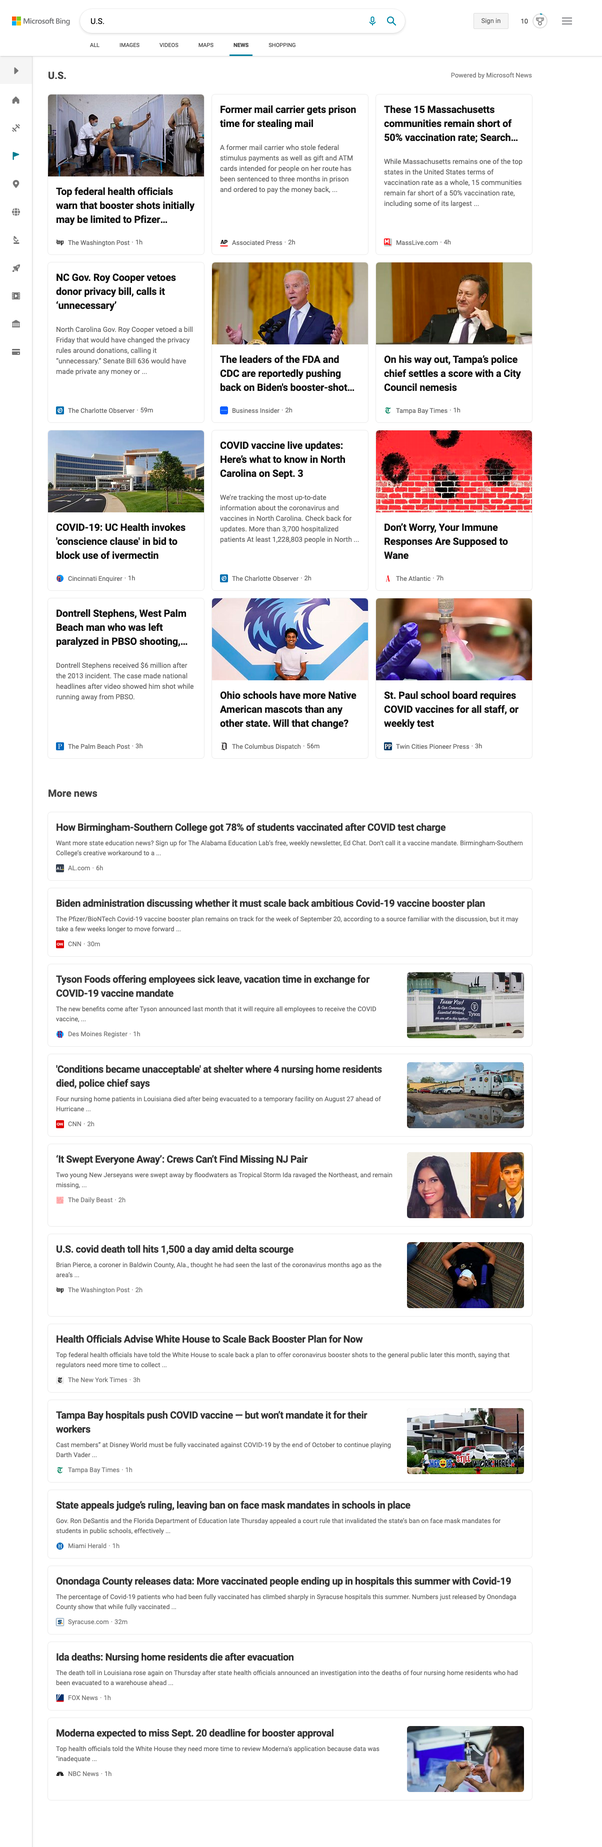 Microsoft Bing
U.S.
Sign in
10
ALL IMAGES VIDEOS MAPS NEWS SHOPPING
U.S.
Powered by Microsoft News
Top federal health officials
warn that booster shots initially
may be limited to Pfizer…
wp The Washington Post · 1h
Former mail carrier gets prison
time for stealing mail
A former mail carrier who stole federal
stimulus payments as well as gift and ATM
cards intended for people on her route has
been sentenced to three months in prison
and ordered to pay the money back, ...
AP Associated Press · 2h
These 15 Massachusetts
communities remain short of
50% vaccination rate; Search…
While Massachusetts remains one of the top
states in the United States terms of
vaccination rate as a whole, 15 communities
remain far short of a 50% vaccination rate,
including some of its largest ...
MassLive.com · 4h
NC Gov. Roy Cooper vetoes
donor privacy bill, calls it
‘unnecessary’
North Carolina Gov. Roy Cooper vetoed a bill
Friday that would have changed the privacy
rules around donations, calling it
“unnecessary.” Senate Bill 636 would have
made private any money or ...
The Charlotte Observer · 59m
The leaders of the FDA and
CDC are reportedly pushing
back on Biden's booster-shot…
Business Insider · 2h
On his way out, Tampa’s police
chief settles a score with a City
Council nemesis
Tampa Bay Times · 1h
COVID-19: UC Health invokes
'conscience clause' in bid to
block use of ivermectin
Cincinnati Enquirer · 1h
COVID vaccine live updates:
Here’s what to know in North
Carolina on Sept. 3
We’re tracking the most up-to-date
information about the coronavirus and
vaccines in North Carolina. Check back for
updates. More than 3,700 hospitalized
patients At least 1,228,803 people in North ...
The Charlotte Observer · 2h
Don’t Worry, Your Immune
Responses Are Supposed to
Wane
The Atlantic · 7h
Dontrell Stephens, West Palm
Beach man who was left
paralyzed in PBSO shooting,…
Dontrell Stephens received $6 million after
the 2013 incident. The case made national
headlines after video showed him shot while
running away from PBSO.
The Palm Beach Post · 3h
Ohio schools have more Native
American mascots than any
other state. Will that change?
The Columbus Dispatch · 56m
St. Paul school board requires
COVID vaccines for all staff, or
weekly test
PP Twin Cities Pioneer Press · 3h
More news
How Birmingham-Southern College got 78% of students vaccinated after COVID test charge
Want more state education news? Sign up for The Alabama Education Lab’s free, weekly newsletter, Ed Chat. Don’t call it a vaccine mandate. Birmingham-Southern
College’s creative workaround to a ...
AL.com · 6h
Biden administration discussing whether it must scale back ambitious Covid-19 vaccine booster plan
The Pfizer/BioNTech Covid-19 vaccine booster plan remains on track for the week of September 20, according to a source familiar with the discussion, but it may
take a few weeks longer to move forward ...
CNN CNN · 30m
Tyson Foods offering employees sick leave, vacation time in exchange for
COVID-19 vaccine mandate
The new benefits come after Tyson announced last month that it will require all employees to receive the COVID
vaccine, ...
Des Moines Register · 1h
Tyson
'Conditions became unacceptable' at shelter where 4 nursing home residents
died, police chief says
Four nursing home patients in Louisiana died after being evacuated to a temporary facility on August 27 ahead of
Hurricane ...
CNN CNN · 2h
‘It Swept Everyone Away’: Crews Can’t Find Missing NJ Pair
Two young New Jerseyans were swept away by floodwaters as Tropical Storm Ida ravaged the Northeast, and remain
missing, ...
The Daily Beast · 2h
U.S. covid death toll hits 1,500 a day amid delta scourge
Brian Pierce, a coroner in Baldwin County, Ala., thought he had seen the last of the coronavirus months ago as the
area’s ...
wp The Washington Post · 2h
Health Officials Advise White House to Scale Back Booster Plan for Now
Top federal health officials have told the White House to scale back a plan to offer coronavirus booster shots to the general public later this month, saying that
regulators need more time to collect ...
The New York Times · 3h
Tampa Bay hospitals push COVID vaccine — but won’t mandate it for their
workers
Cast members” at Disney World must be fully vaccinated against COVID-19 by the end of October to continue playing
Darth Vader ...
Tampa Bay Times · 1h
STILL
State appeals judge’s ruling, leaving ban on face mask mandates in schools in place
Gov. Ron DeSantis and the Florida Department of Education late Thursday appealed a court rule that invalidated the state’s ban on face mask mandates for
students in public schools, effectively ...
Miami Herald · 1h
Onondaga County releases data: More vaccinated people ending up in hospitals this summer with Covid-19
The percentage of Covid-19 patients who had been fully vaccinated has climbed sharply in Syracuse hospitals this summer. Numbers just released by Onondaga
County show that while fully vaccinated ...
S Syracuse.com · 32m
Ida deaths: Nursing home residents die after evacuation
The death toll in Louisiana rose again on Thursday after state health officials announced an investigation into the deaths of four nursing home residents who had
been evacuated to a warehouse ahead ...
FOX News · 1h
Moderna expected to miss Sept. 20 deadline for booster approval
Top health officials told the White House they need more time to review Moderna's application because data was
"inadequate ...
NBC News · 1h